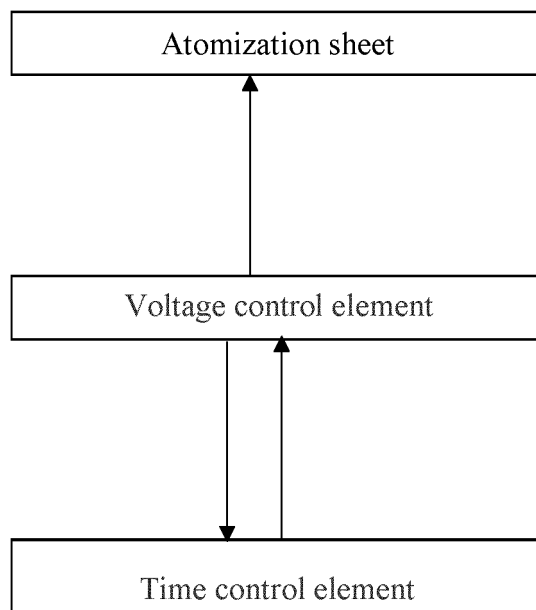 Atomization sheet
Voltage control element
Time control element